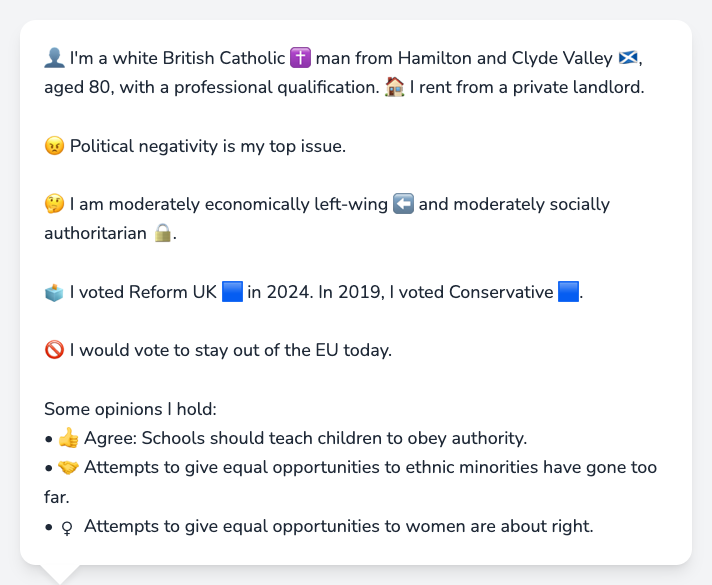 👤 I'm a white British Catholic ✝️ man from Hamilton and Clyde Valley 🏴󠁧󠁢󠁳󠁣󠁴󠁿,
aged 80, with a professional qualification. 🏠 I rent from a private landlord.
😠 Political negativity is my top issue.
🤔 I am moderately economically left-wing ⬅️ and moderately socially
authoritarian 🔒.
🗳️ I voted Reform UK 🟦 in 2024. In 2019, I voted Conservative 🟦.
🚫 I would vote to stay out of the EU today.
Some opinions I hold:
• 👍 Agree: Schools should teach children to obey authority.
• 🤝 Attempts to give equal opportunities to ethnic minorities have gone too
far.
• ♀ Attempts to give equal opportunities to women are about right.